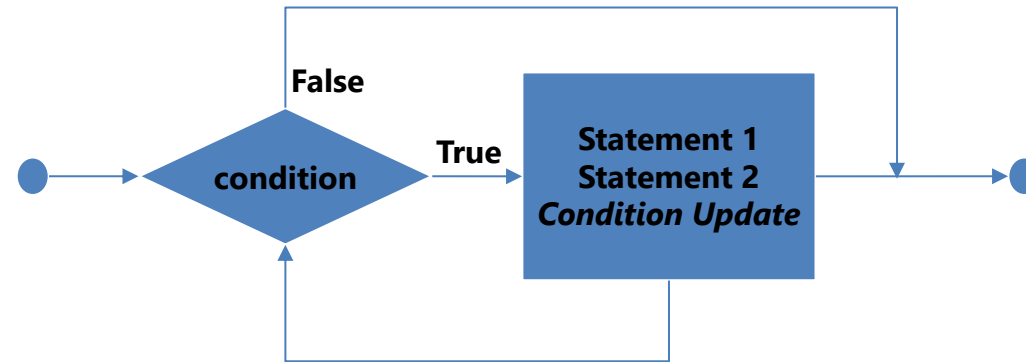 False
True
condition
Statement 1
Statement 2
Condition Update